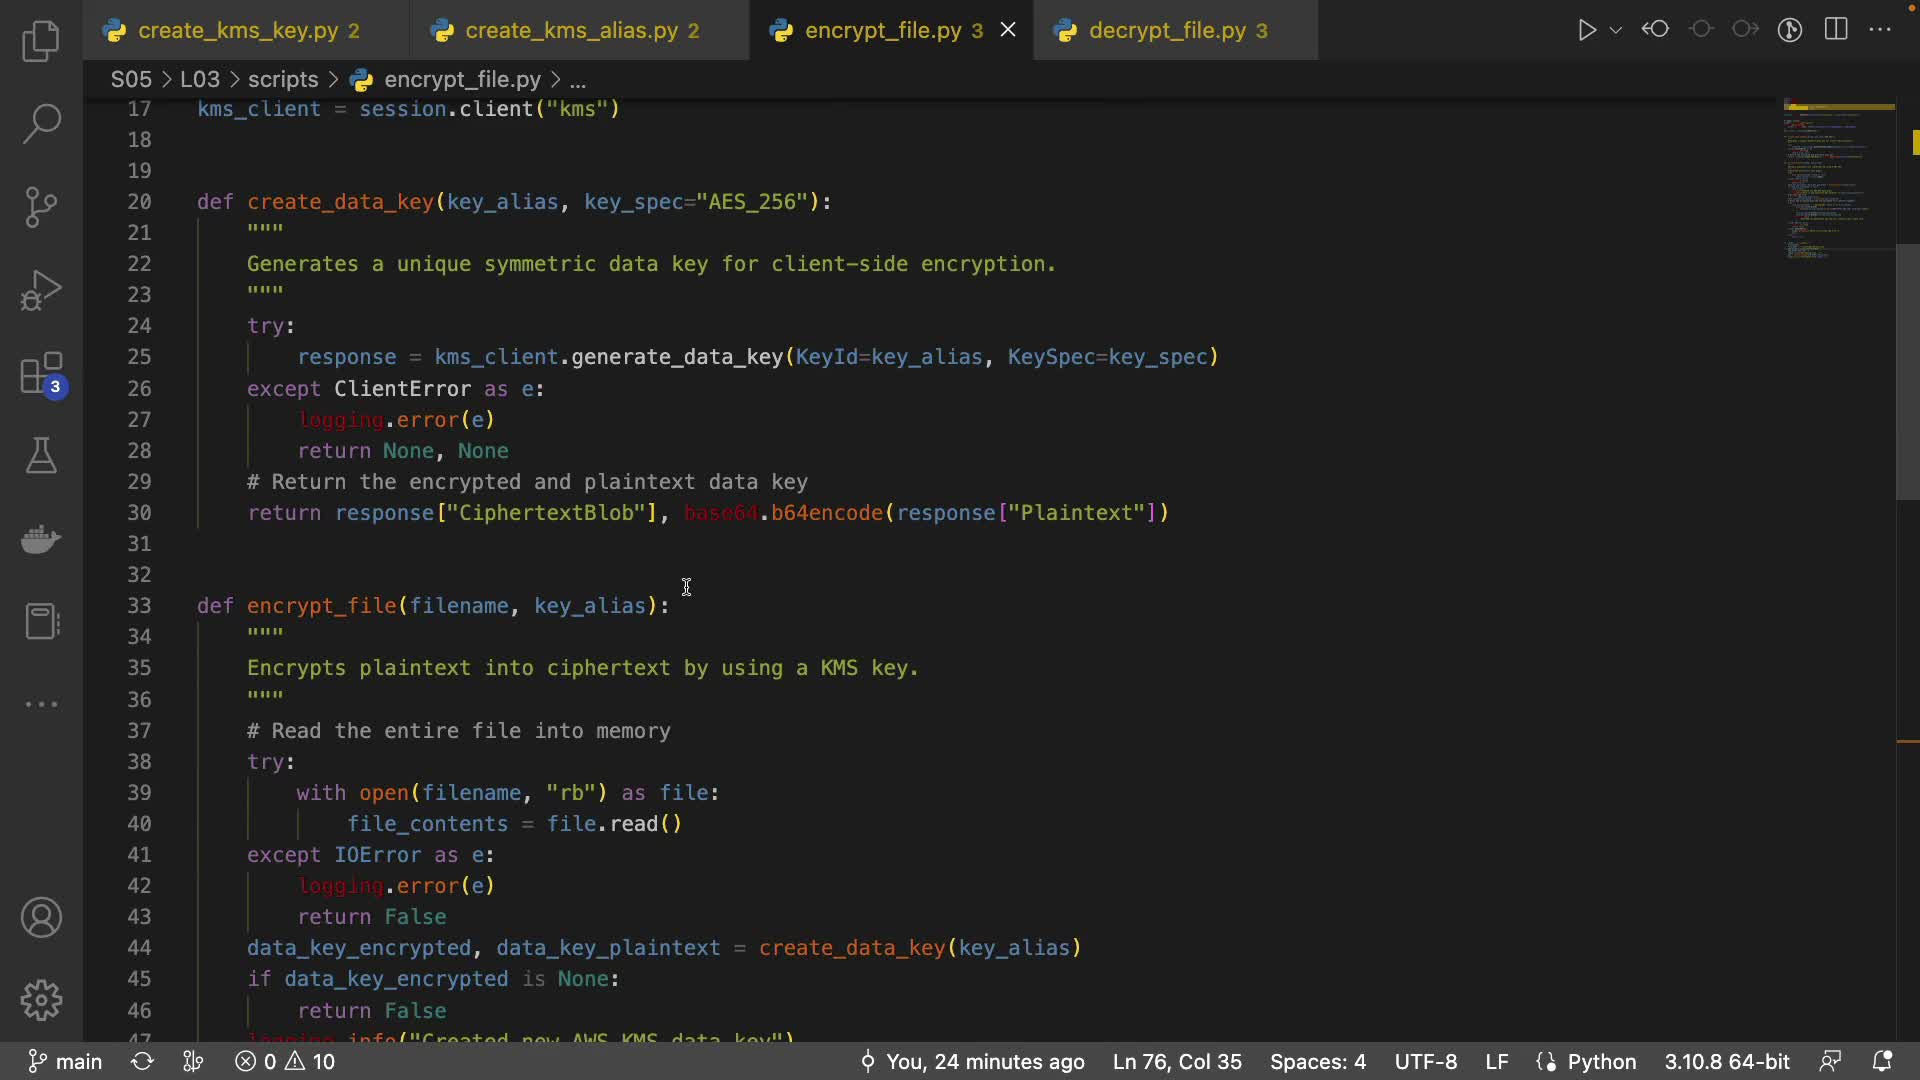 create_kms_key.py 2
create_kms_alias.py 2
encrypt_file.py 3
decrypt_file.py 3
S05 > L03 > scripts > encrypt_file.py > ...
17 kms_client = session.client("kms")
18
19
20 def create_data_key(key_alias, key_spec="AES_256"):
21 """
22 Generates a unique symmetric data key for client-side encryption.
23 """
24 try:
25 response = kms_client.generate_data_key(KeyId=key_alias, KeySpec=key_spec)
26 except ClientError as e:
27 logging.error(e)
28 return None, None
29 # Return the encrypted and plaintext data key
30 return response["CiphertextBlob"], base64.b64encode(response["Plaintext"])
31
32
33 def encrypt_file(filename, key_alias):
34 """
35 Encrypts plaintext into ciphertext by using a KMS key.
36 """
37 # Read the entire file into memory
38 try:
39 with open(filename, "rb") as file:
40 file_contents = file.read()
41 except IOError as e:
42 logging.error(e)
43 return False
44 data_key_encrypted, data_key_plaintext = create_data_key(key_alias)
45 if data_key_encrypted is None:
46 return False
47 logging.info("Created new AWS KMS data key")
3
main
0 10
You, 24 minutes ago
Ln 76, Col 35
Spaces: 4
UTF-8
LF
Python
3.10.8 64-bit